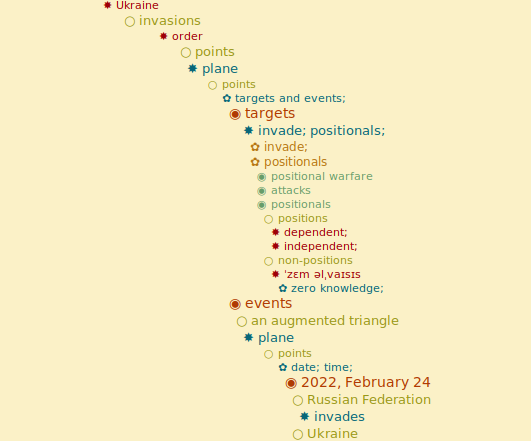 Ukraine
invasions
order
points
plane
points
targets and events;
targets
invade; positionals;
invade;
positionals
positional warfare
attacks
positionals
positions
dependent;
independent;
non-positions
ˈzɛm əlˌvaɪsɪs
zero knowledge;
events
an augmented triangle
plane
points
date; time;
2022, February 24
Russian Federation
invades
Ukraine